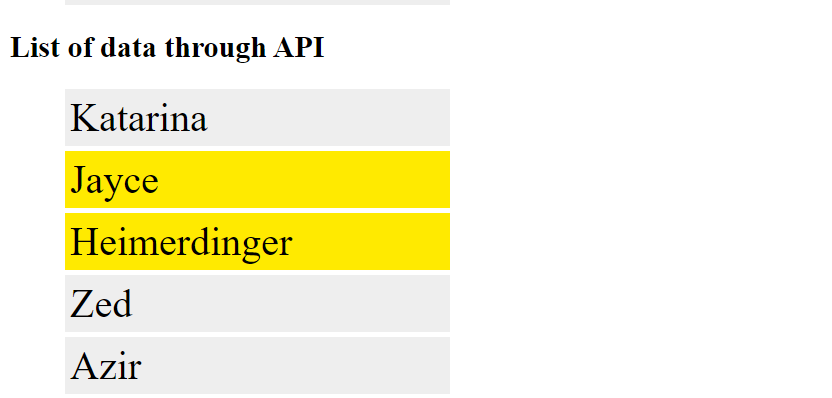 List of data through API
Katarina
Jayce
Heimerdinger
Zed
Azir